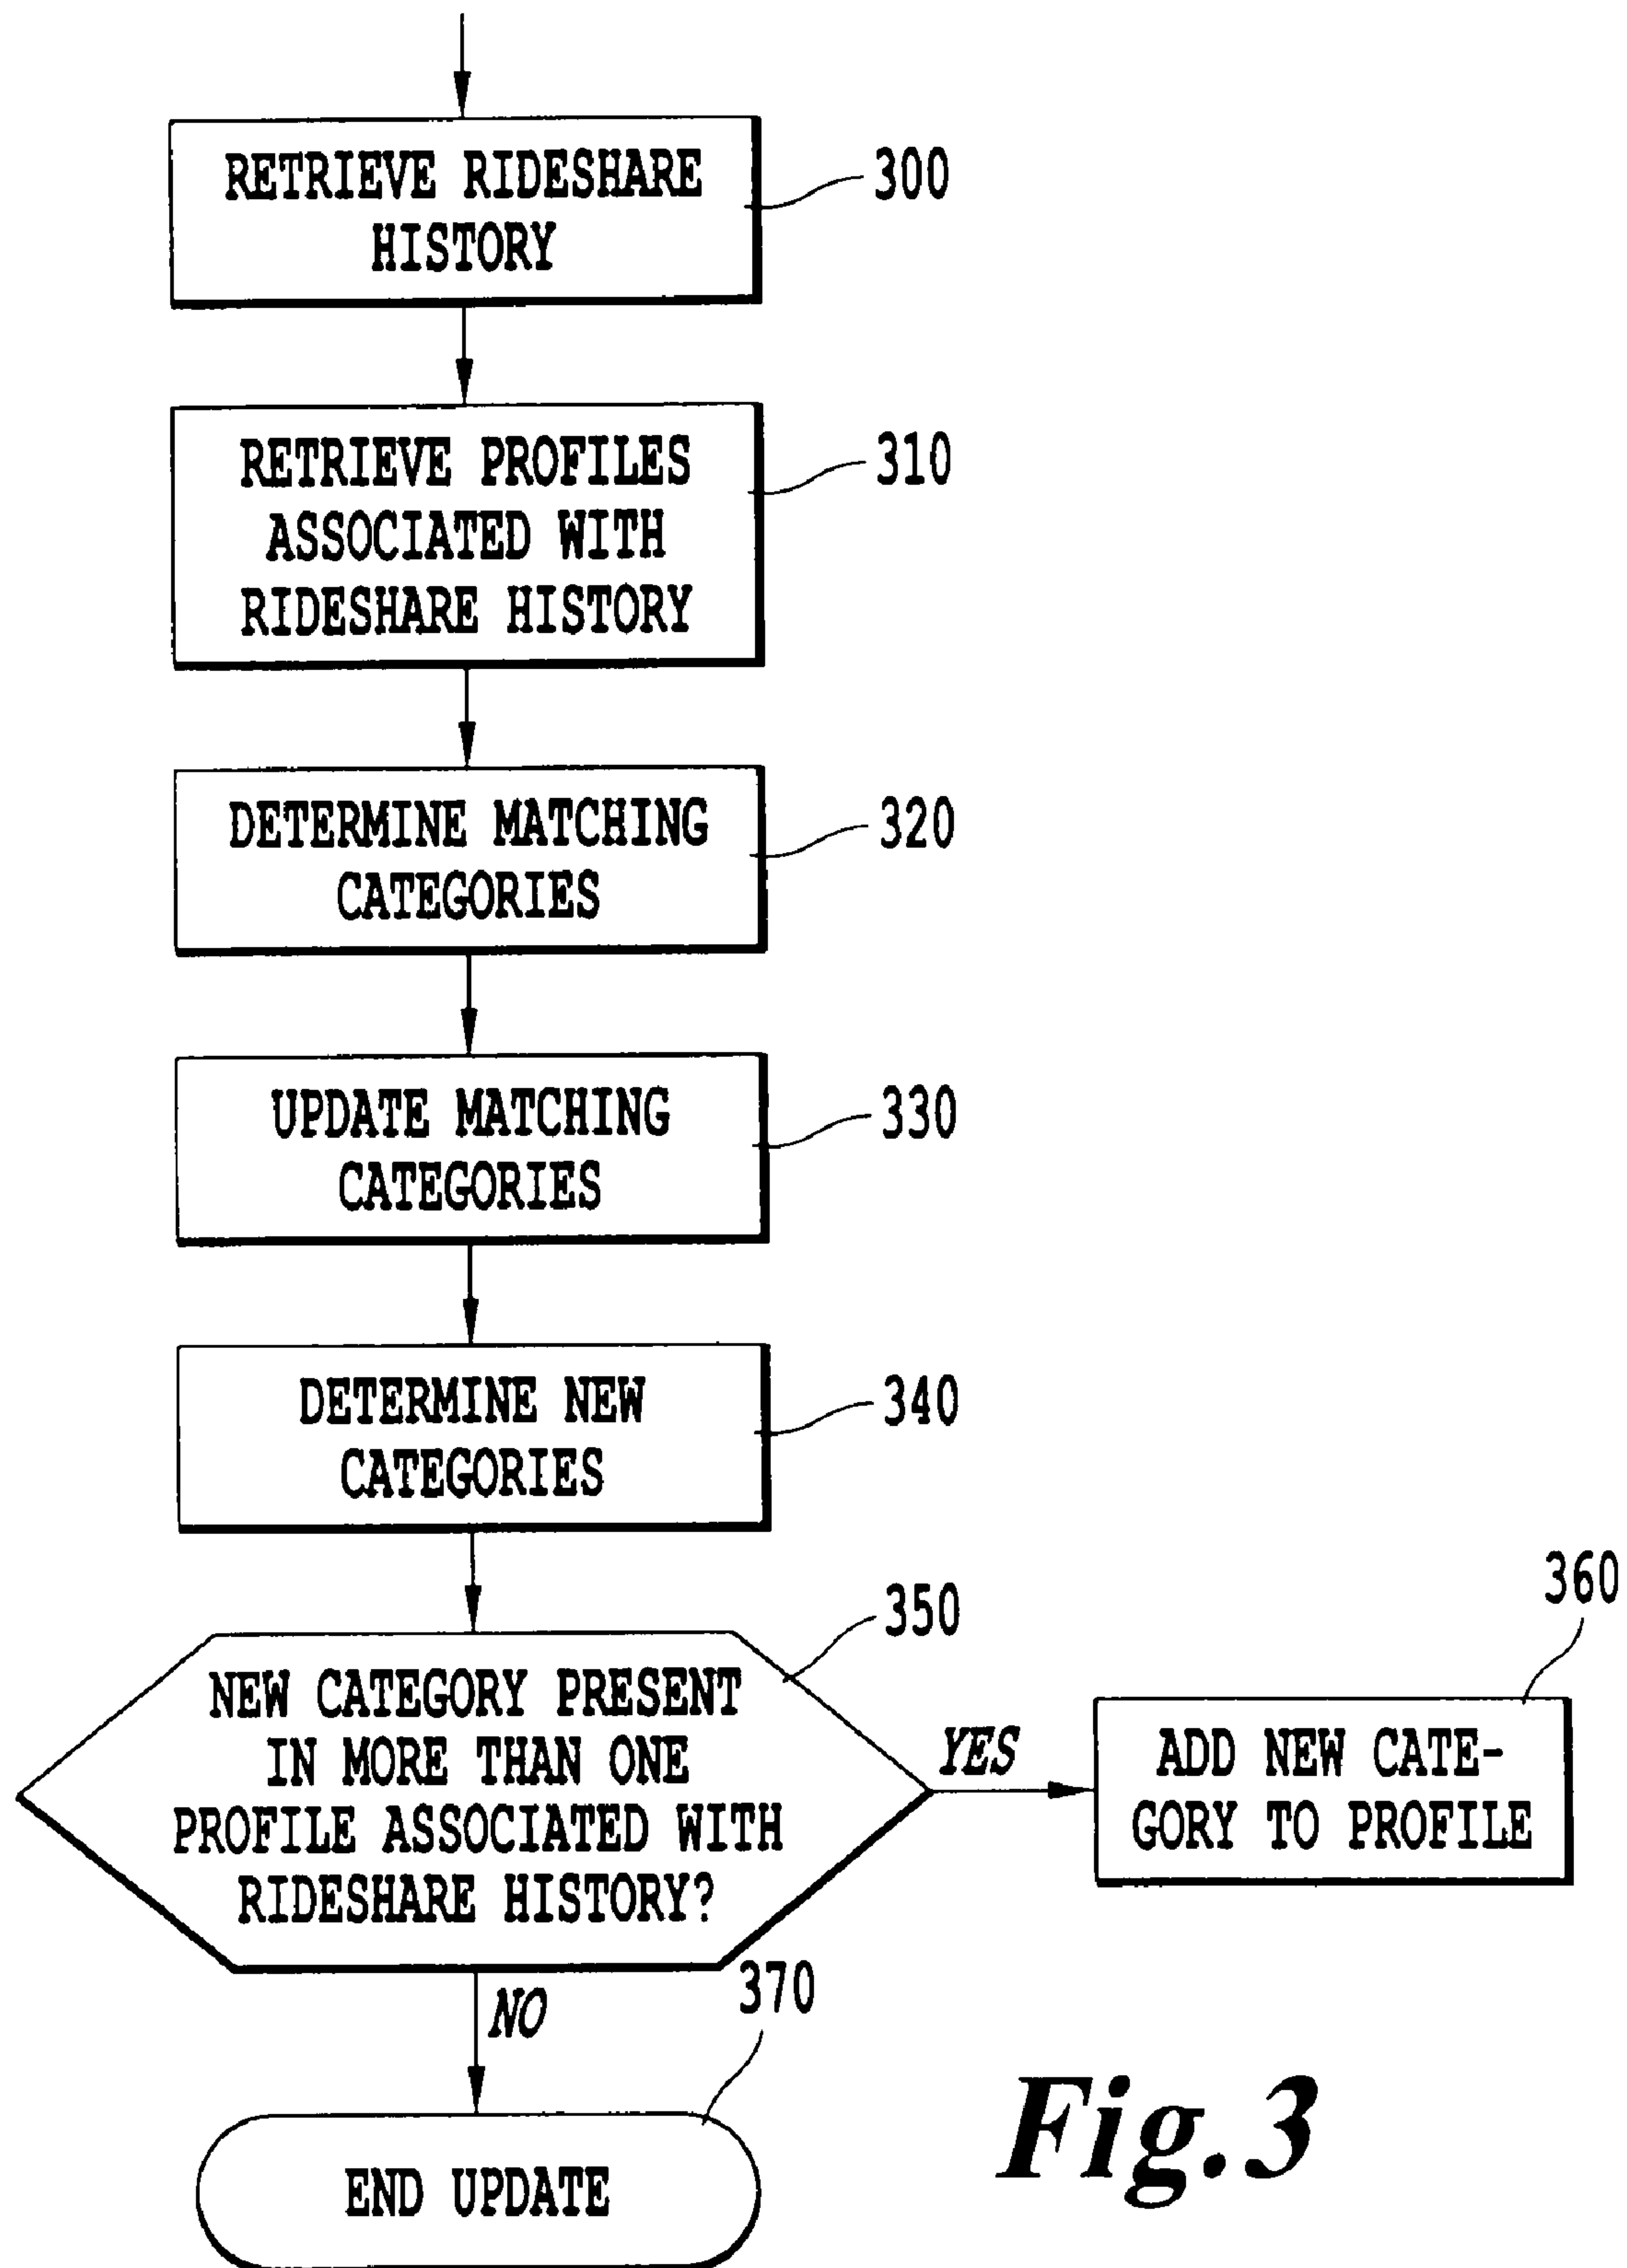 RETRIEVE RIDESHARE
HISTORY
300
RETRIEVE PROFILES
ASSOCIATED WITH
RIDESHARE HISTORY
310
DETERMINE MATCHING
CATEGORIES
320
UPDATE MATCHING
CATEGORIES
330
DETERMINE NEW
CATEGORIES
340
NEW CATEGORY PRESENT
IN MORE THAN ONE
PROFILE ASSOCIATED WITH
RIDESHARE HISTORY?
350
YES
ADD NEW CATE-
GORY TO PROFILE
360
NO
END UPDATE
370
Fig.3